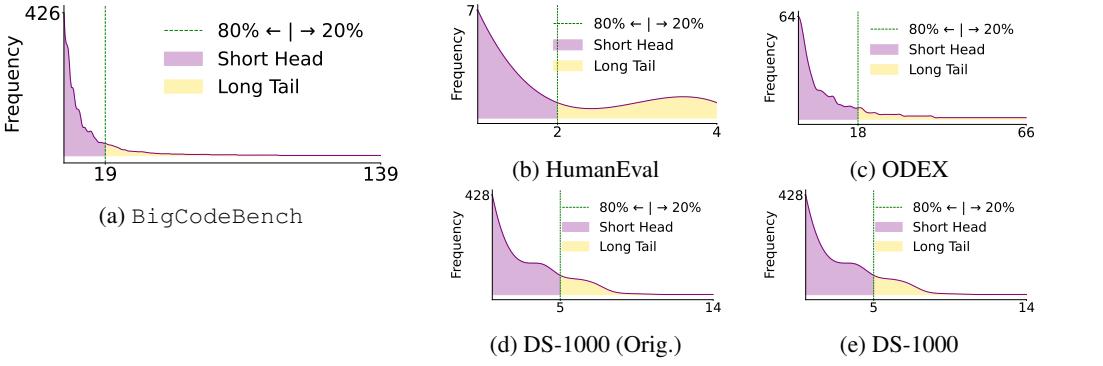 426
Frequency
80% ← | → 20%
Short Head
Long Tail
19
139
(a) BigCodeBench
7
Frequency
80% ← | → 20%
Short Head
Long Tail
2
4
(b) HumanEval
64
Frequency
80% ← | → 20%
Short Head
Long Tail
18
66
(c) ODEX
428
Frequency
80% ← | → 20%
Short Head
Long Tail
5
14
(d) DS-1000 (Orig.)
428
Frequency
80% ← | → 20%
Short Head
Long Tail
5
14
(e) DS-1000